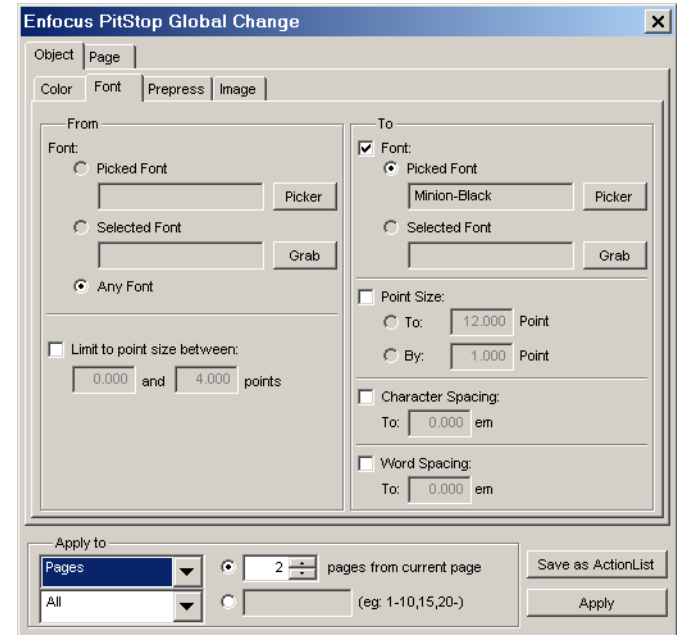 Enfocus PitStop Global Change
Object Page
Color Font Prepress Image
From
Font:
Picked Font
Picker
Selected Font
Grab
Any Font
Limit to point size between:
0.000 and 4.000 points
To
Font:
Picked Font
Minion-Black Picker
Selected Font
Grab
Point Size:
To: 12.000 Point
By: 1.000 Point
Character Spacing:
To: 0.000 em
Word Spacing:
To: 0.000 em
Apply to
Pages 2 pages from current page
All (eg: 1-10,15,20-)
Save as ActionList
Apply